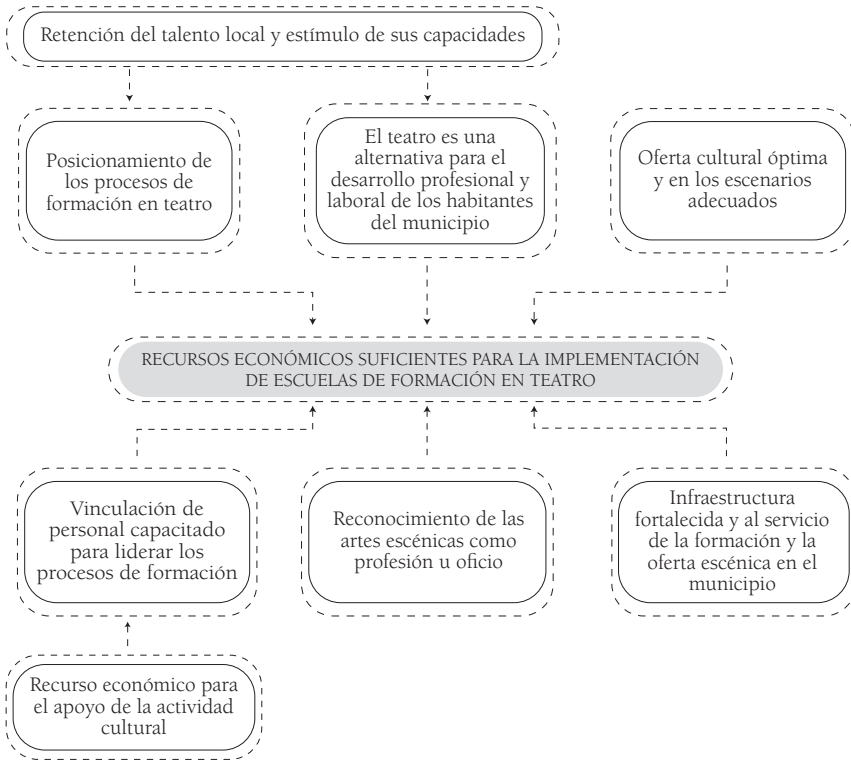 Retención del talento local y estímulo de sus capacidades
Posicionamiento de
los procesos de
formación en teatro
El teatro es una
alternativa para el
desarrollo profesional y
laboral de los habitantes
del municipio
Oferta cultural óptima
y en los escenarios
adecuados
RECURSOS ECONÓMICOS SUFICIENTES PARA LA IMPLEMENTACIÓN
DE ESCUELAS DE FORMACIÓN EN TEATRO
Vinculación de
personal capacitado
para liderar los
procesos de formación
Reconocimiento de las
artes escénicas como
profesión u oficio
Infraestructura
fortalecida y al servicio
de la formación y la
oferta escénica en el
municipio
Recurso económico para
el apoyo de la actividad
cultural